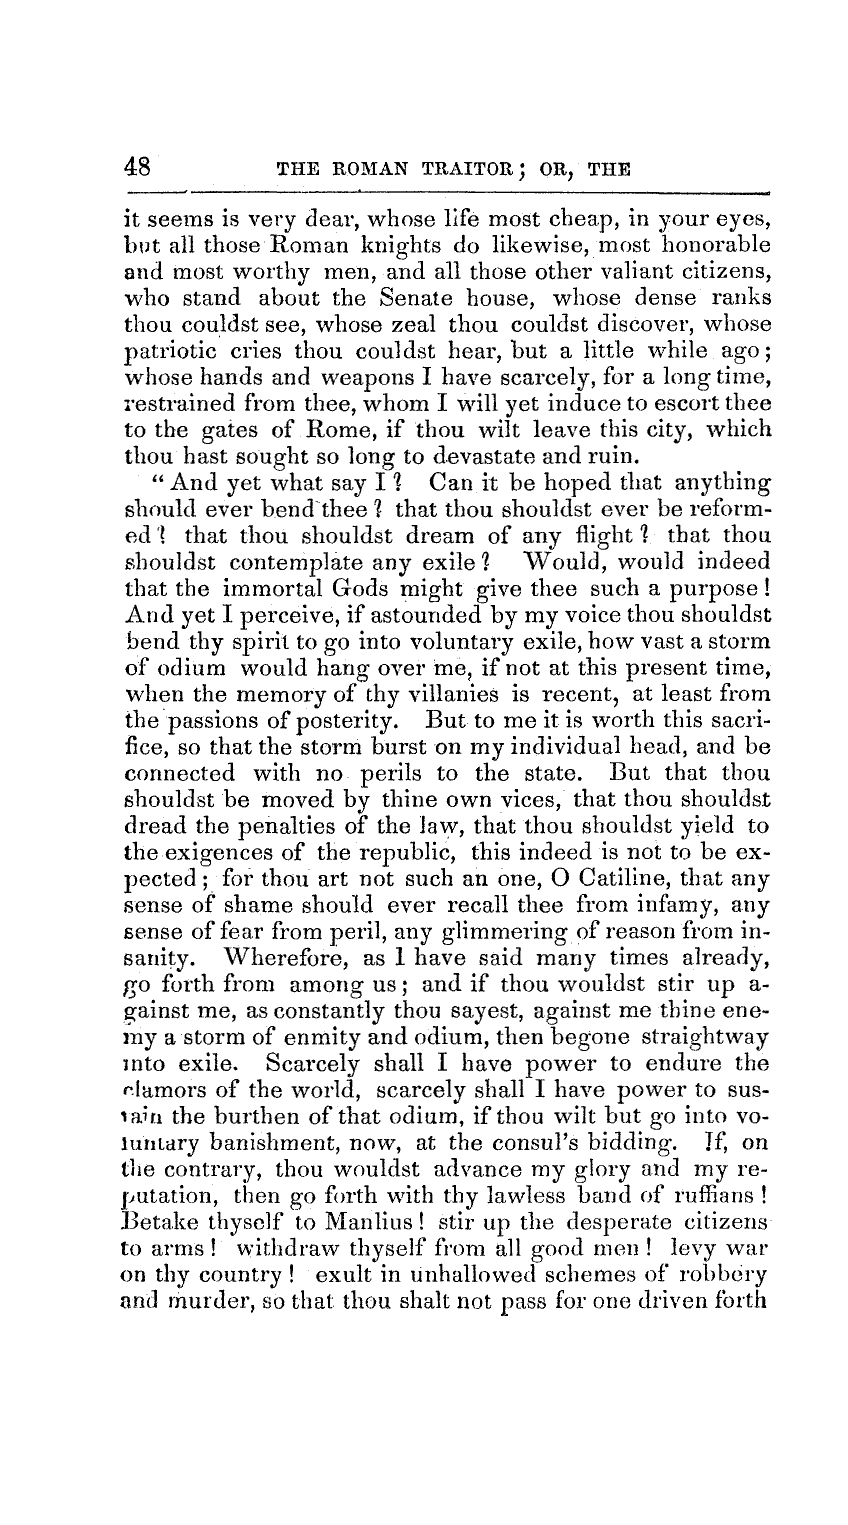 48 THE ROMAN TRAITOR; OR, THE
it seems is very dear, whose life most cheap, in your eyes,
but all those Roman knights do likewise, most honorable
and most worthy men, and all those other valiant citizens,
who stand about the Senate house, whose dense ranks
thou couldst see, whose zeal thou couldst discover, whose
patriotic cries thou couldst hear, but a little while ago;
whose hands and weapons I have scarcely, for a long time,
restrained from thee, whom I will yet induce to escort thee
to the gates of Rome, if thou wilt leave this city, which
thou hast sought so long to devastate and ruin.
“And yet what say I? Can it be hoped that anything
should ever bend thee? that thou shouldst ever be reform-
ed? that thou shouldst dream of any flight? that thou
shouldst contemplate any exile? Would, would indeed
that the immortal Gods might give thee such a purpose!
And yet I perceive, if astounded by my voice thou shouldst
bend thy spirit to go into voluntary exile, how vast a storm
of odium would hang over me, if not at this present time,
when the memory of thy villanies is recent, at least from
the passions of posterity. But to me it is worth this sacri-
fice, so that the storm burst on my individual head, and be
connected with no perils to the state. But that thou
shouldst be moved by thine own vices, that thou shouldst
dread the penalties of the law, that thou shouldst yield to
the exigences of the republic, this indeed is not to be ex-
pected; for thou art not such an one, O Catiline, that any
sense of shame should ever recall thee from infamy, any
sense of fear from peril, any glimmering of reason from in-
sanity. Wherefore, as I have said many times already,
go forth from among us; and if thou wouldst stir up a-
gainst me, as constantly thou sayest, against me thine ene-
my a storm of enmity and odium, then begone straightway
into exile. Scarcely shall I have power to endure the
clamors of the world, scarcely shall I have power to sus-
tain the burthen of that odium, if thou wilt but go into vo-
luntary banishment, now, at the consul's bidding. If, on
the contrary, thou wouldst advance my glory and my re-
putation, then go forth with thy lawless band of ruffians!
Betake thyself to Manlius! stir up the desperate citizens
to arms! withdraw thyself from all good men! levy war
on thy country! exult in unhallowed schemes of robbery
and murder, so that thou shalt not pass for one driven forth